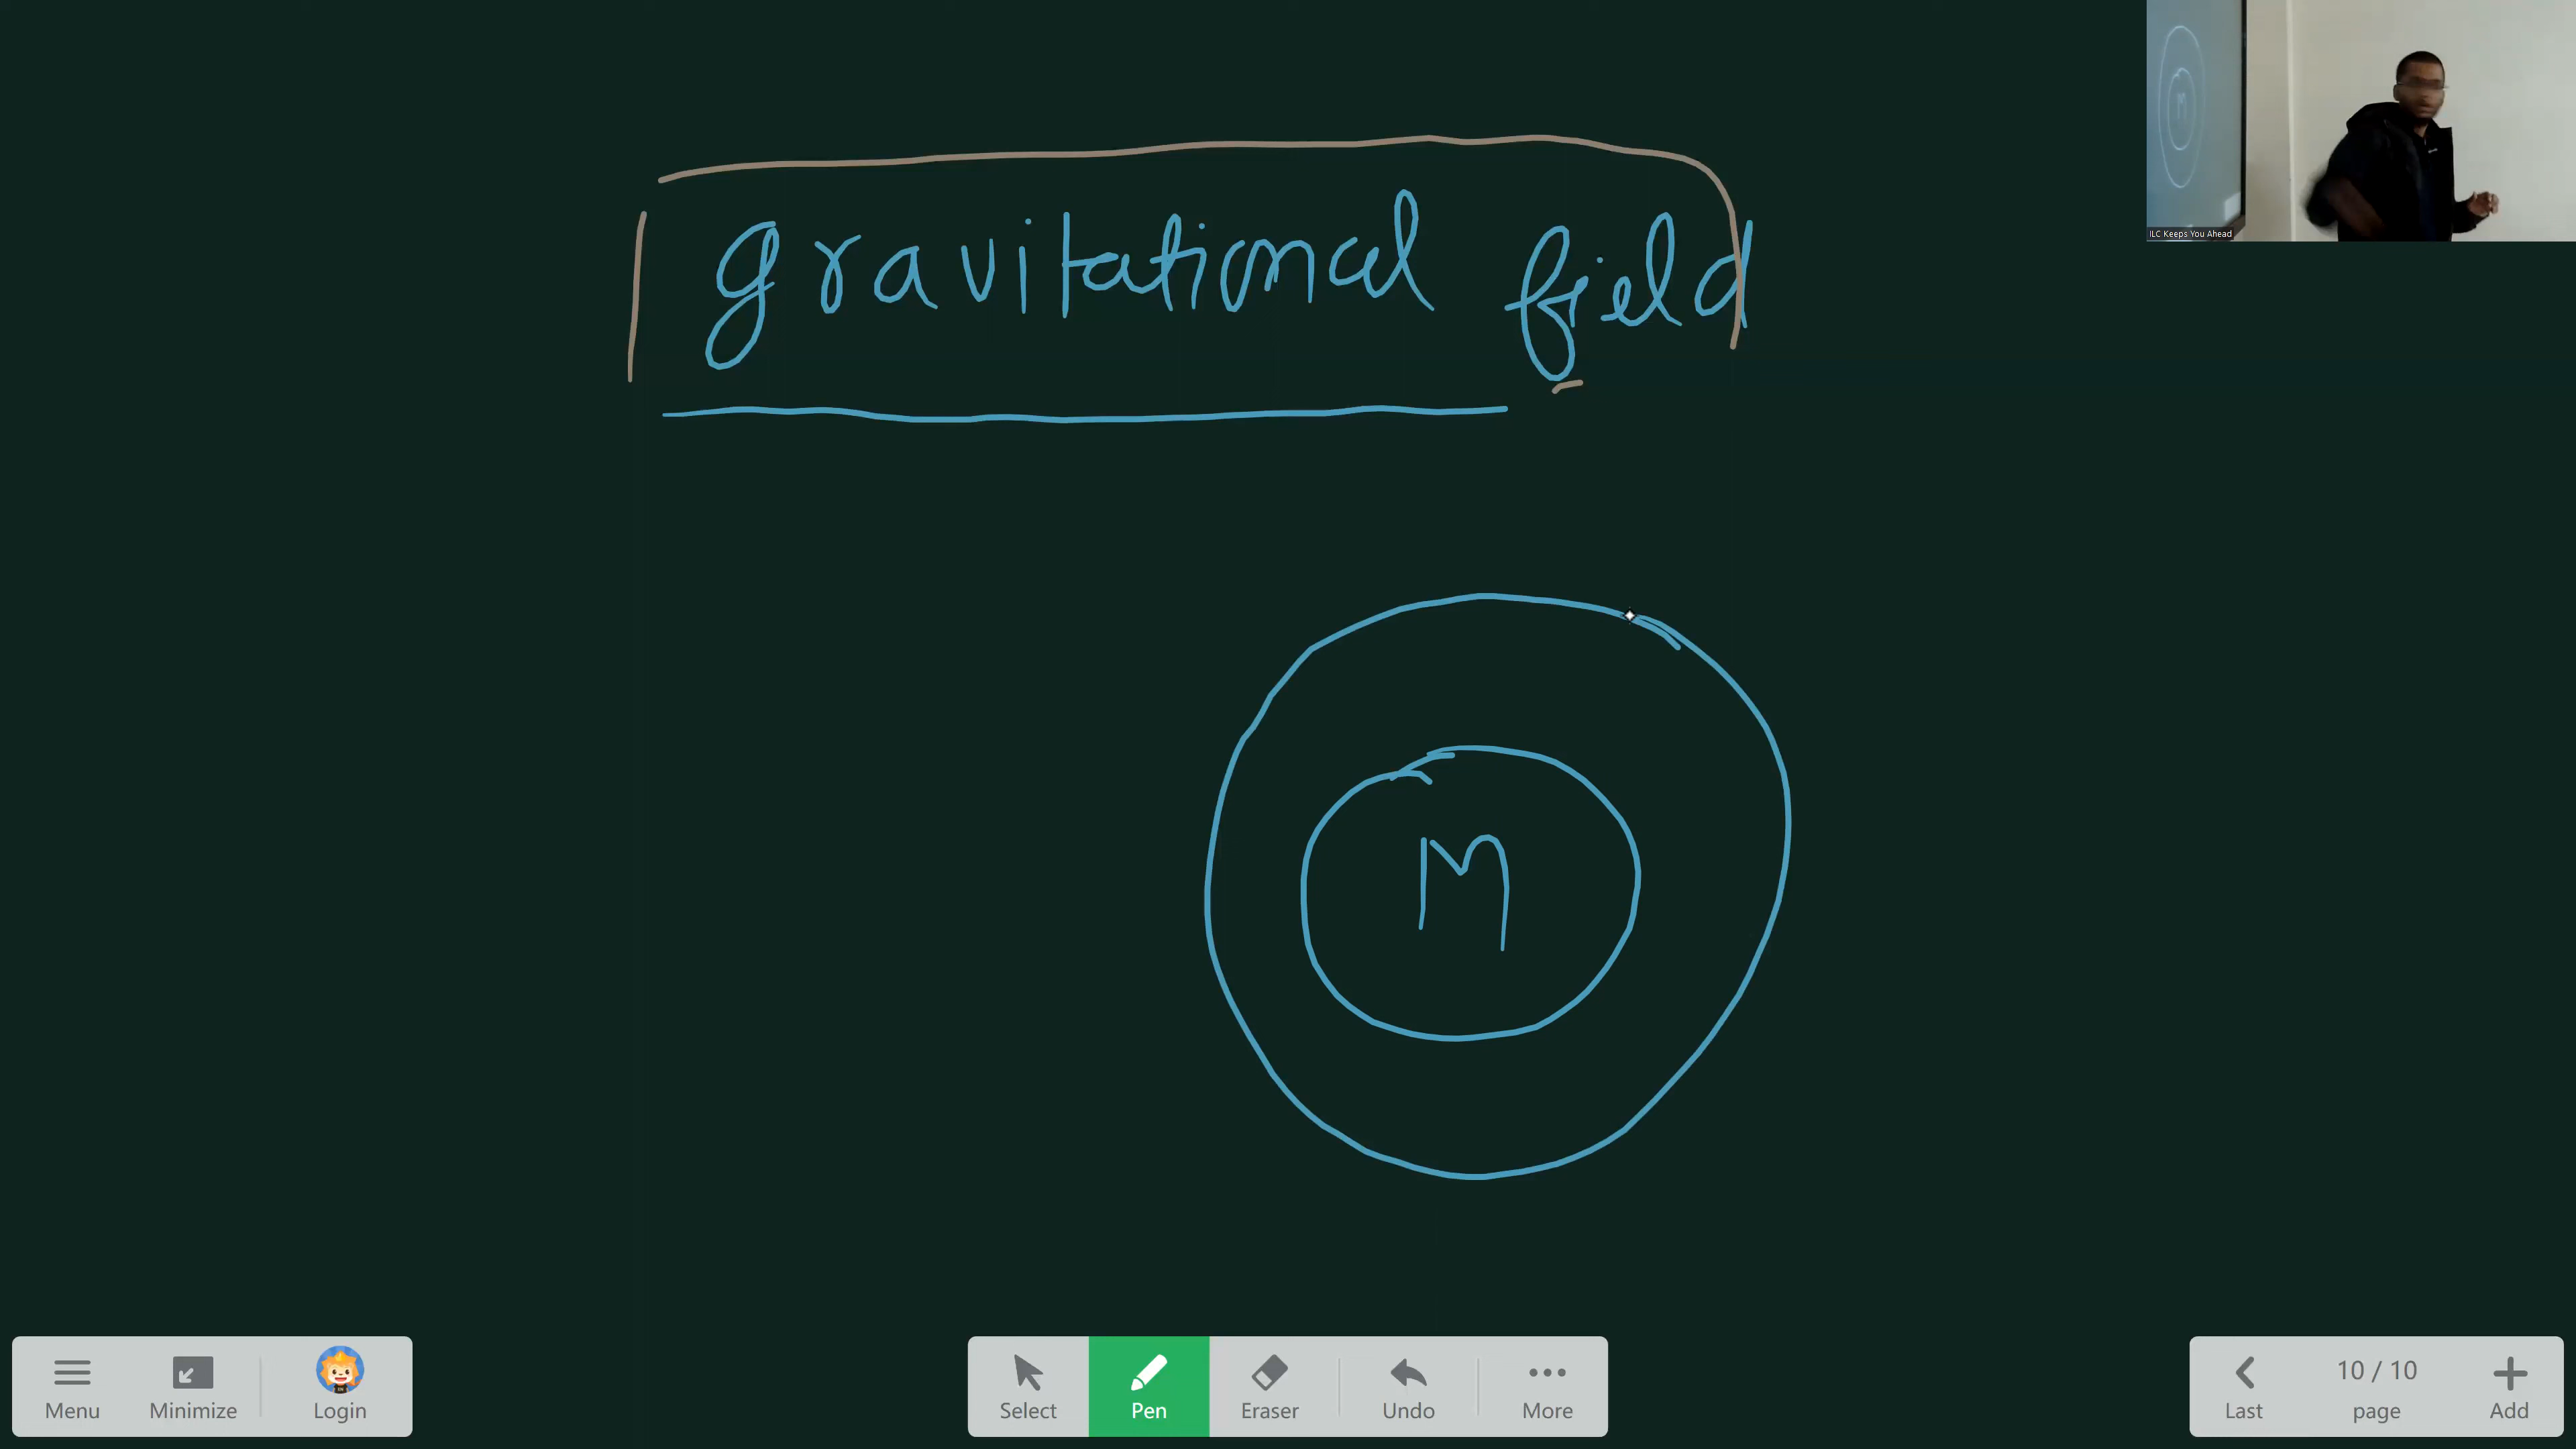 gravitational field
M
M
ILC Keeps You Ahead
Menu
Minimize
Login
Select
Pen
Eraser
Undo
More
Last
10 / 10
page
Add